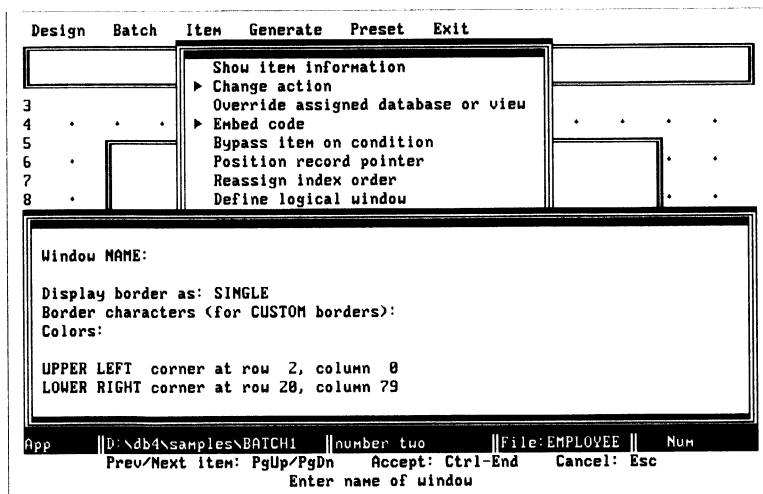 Design Batch Item Generate Preset Exit
Show item information
▶ Change action
3 Override assigned database or view
4 ▶ Embed code
5 Bypass item on condition
6 Position record pointer
7 Reassign index order
8 Define logical window
Window NAME:
Display border as: SINGLE
Border characters (for CUSTOM borders):
Colors:
UPPER LEFT corner at row 2, column 0
LOWER RIGHT corner at row 20, column 79
App D:\db4\samples\BATCH1 number two File:EMPLOYEE Num
Prev/Next item: PgUp/PgDn Accept: Ctrl-End Cancel: Esc
Enter name of window